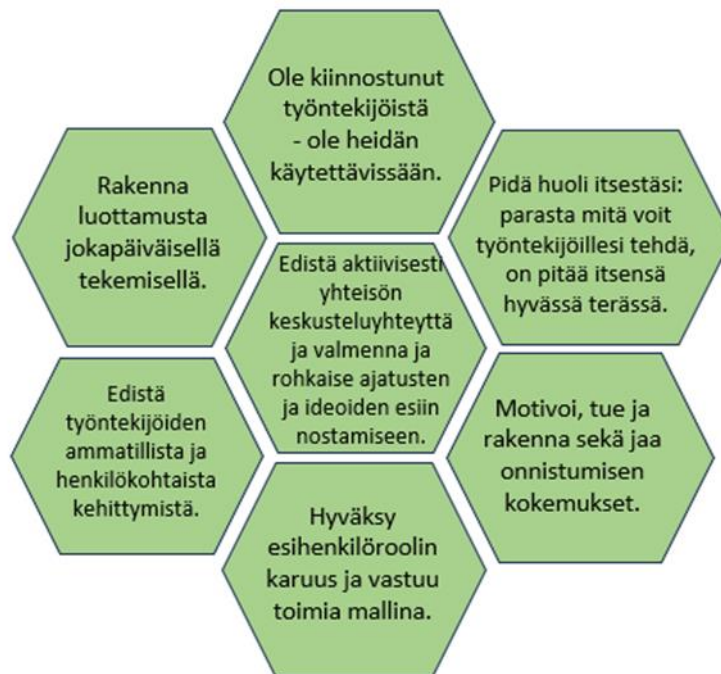 Ole kiinnostunut
työntekijöistä
- ole heidän
käytettävissään.
Rakenna
luottamusta
jokapäiväisellä
tekemisellä.
Pidä huoli itsestäsi:
parasta mitä voit
työntekijöillesi tehdä,
on pitää itsensä
hyvässä terässä.
Edistä aktiivisesti
yhteisön
keskusteluyhteyttä
ja valmenna ja
rohkaise ajatusten
ja ideoiden esiin
nostamiseen.
Edistä
työntekijöiden
ammatillista ja
henkilökohtaista
kehittymistä.
Motivoi, tue ja
rakenna sekä jaa
onnistumisen
kokemukset.
Hyväksy
esihenkilöroolin
karuus ja vastuu
toimia mallina.